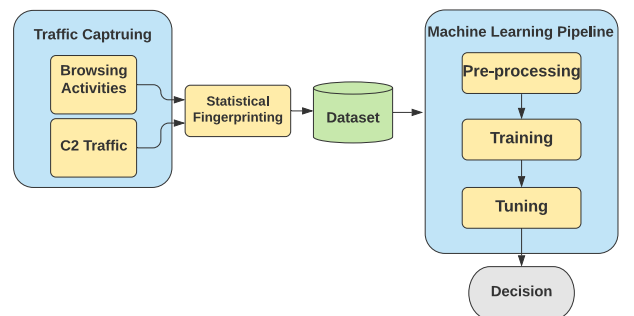 Traffic Captruing
Browsing
Activities
C2 Traffic
Statistical
Fingerprinting
Dataset
Machine Learning Pipeline
Pre-processing
Training
Tuning
Decision